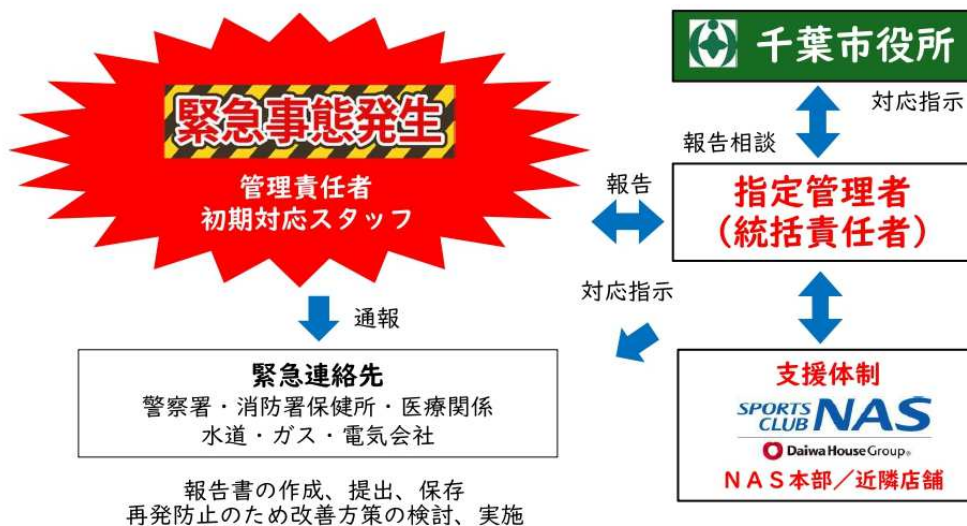 緊急事態発生
管理責任者
初期対応スタッフ
千葉市役所
対応指示
報告相談
報告
指定管理者
（統括責任者）
対応指示
通報
緊急連絡先
警察署・消防署保健所・医療関係
水道・ガス・電気会社
支援体制
SPORTS
CLUB NAS
Daiwa House Group®
ＮＡＳ本部／近隣店舗
報告書の作成、提出、保存
再発防止のため改善方策の検討、実施